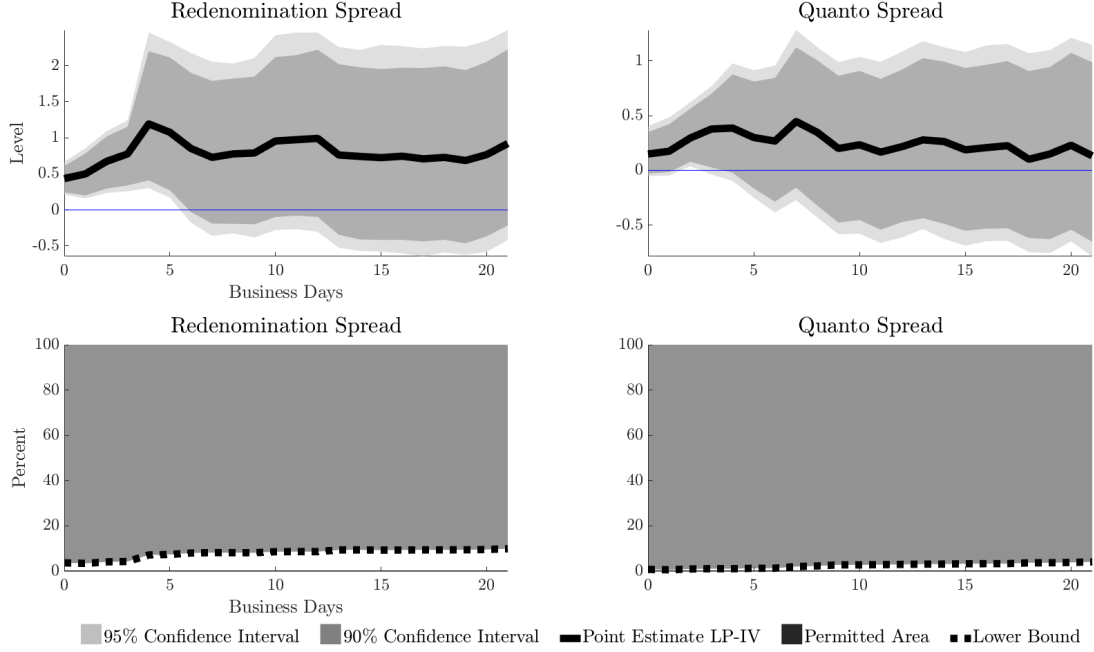 Redenomination Spread
Level
2
1.5
1
0.5
0
-0.5
0 5 10 15 20
Business Days
Quanto Spread
1
0.5
0
-0.5
0 5 10 15 20
Redenomination Spread
Percent
100
80
60
40
20
0
0 5 10 15 20
Business Days
Quanto Spread
100
80
60
40
20
0
0 5 10 15 20
95% Confidence Interval 90% Confidence Interval Point Estimate LP-IV Permitted Area Lower Bound